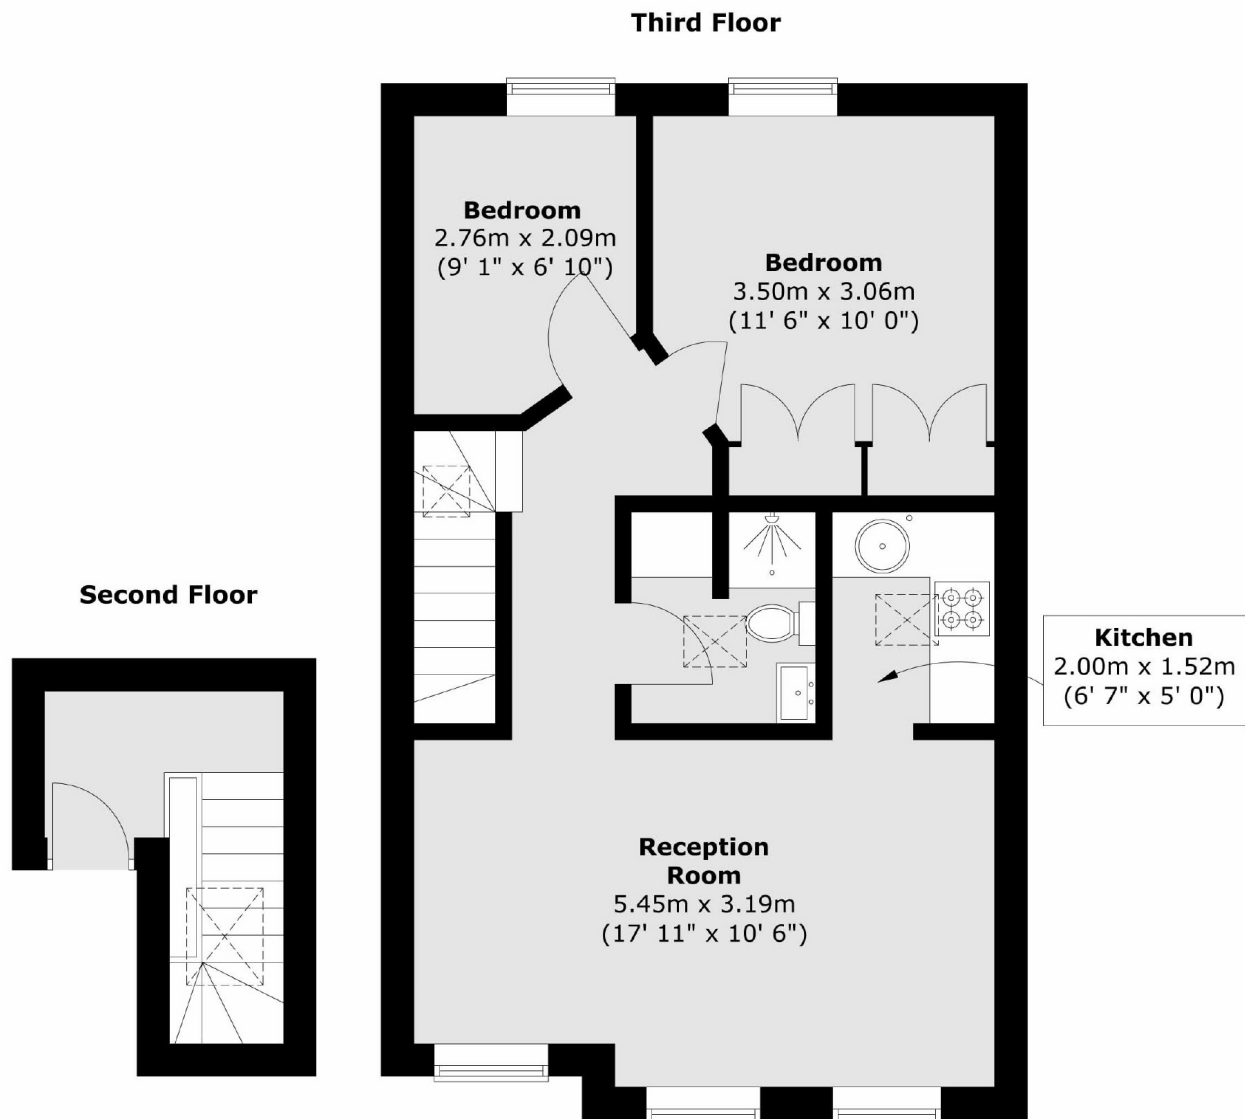 Third Floor
Bedroom
2.76m x 2.09m
(9' 1" x 6' 10")
Bedroom
3.50m x 3.06m
(11' 6" x 10' 0")
Second Floor
Kitchen
2.00m x 1.52m
(6' 7" x 5' 0")
Reception
Room
5.45m x 3.19m
(17' 11" x 10' 6")